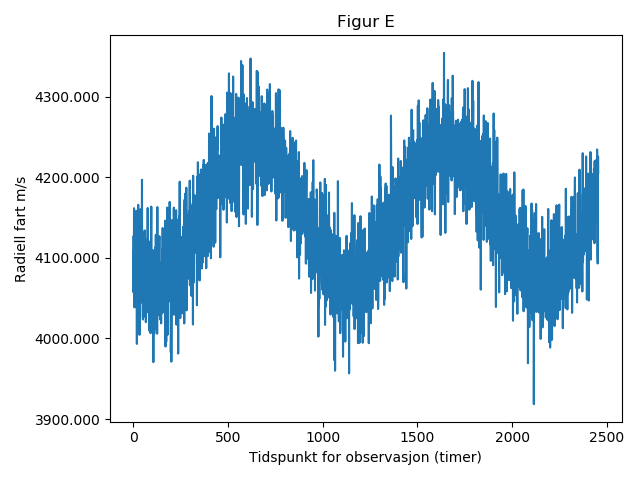 Figur E
Radiell fart m/s
4300.000
4200.000
4100.000
4000.000
3900.000
0 500 1000 1500 2000 2500
Tidspunkt for observasjon (timer)